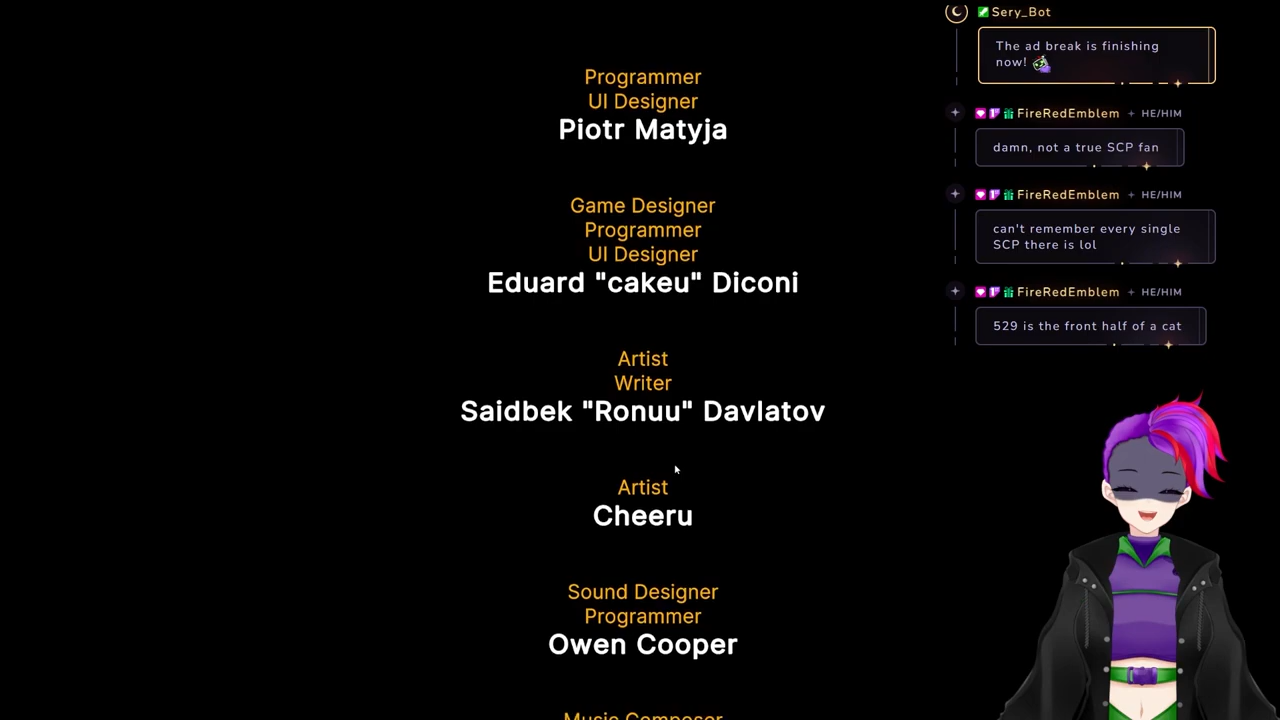 Programmer
UI Designer
Piotr Matyja
Game Designer
Programmer
UI Designer
Eduard "cakeu" Diconi
Artist
Writer
Saidbek "Ronuu" Davlatov
Artist
Cheeru
Sound Designer
Programmer
Owen Cooper
Music Composer
Sery_Bot
The ad break is finishing
now!
FireRedEmblem HE/HIM
damn, not a true SCP fan
FireRedEmblem HE/HIM
can't remember every single
SCP there is lol
FireRedEmblem HE/HIM
529 is the front half of a cat